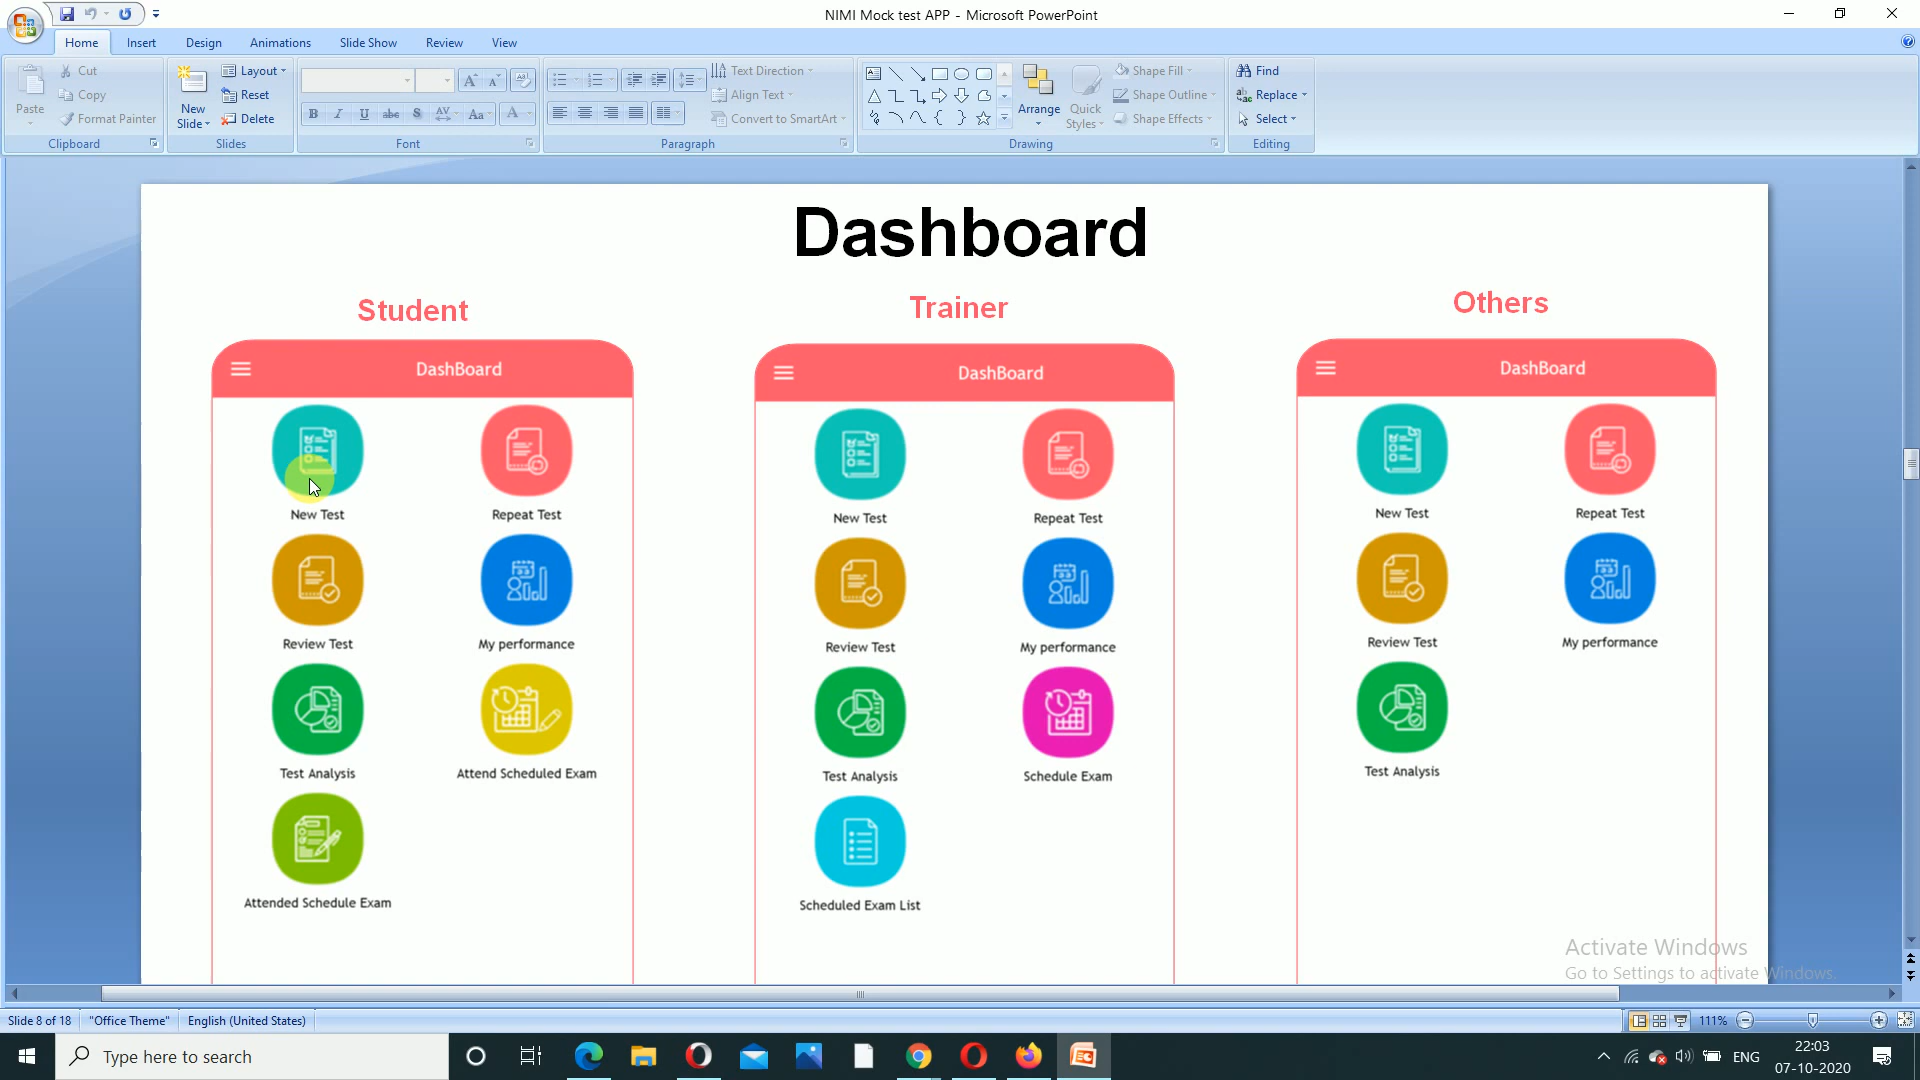 NIMI Mock test APP - Microsoft PowerPoint
Home Insert Design Animations Slide Show Review View
Paste Cut Copy Format Painter
Clipboard
New Slide Layout Reset Delete
Slides
B I U abc S AV Aa A
Font
Text Direction
Align Text
Convert to SmartArt
Paragraph
Arrange Quick Styles
Shape Fill
Shape Outline
Shape Effects
Drawing
Find
Replace
Select
Editing
Dashboard
Student Trainer Others
DashBoard DashBoard DashBoard
New Test Repeat Test New Test Repeat Test New Test Repeat Test
Review Test My performance Review Test My performance Review Test My performance
Test Analysis Attend Scheduled Exam Test Analysis Schedule Exam Test Analysis
Attended Schedule Exam Scheduled Exam List
Activate Windows
Go to Settings to activate Windows.
Slide 8 of 18 "Office Theme" English (United States) 111%
Type here to search
ENG
22:03
07-10-2020